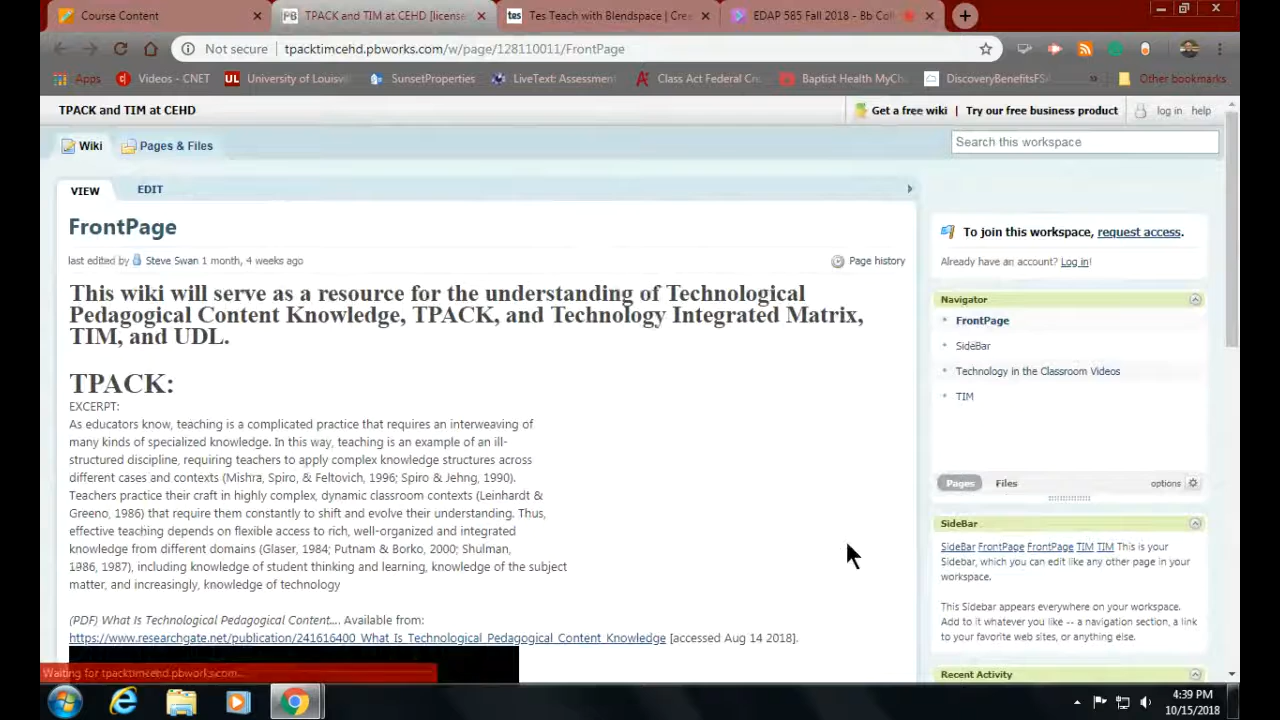 Course Content
TPACK and TIM at CEHD [license
Tes Teach with Blendspace | Cre
EDAP 585 Fall 2018 - Bb Col
Not secure
tpacktimcehd.pbworks.com/w/page/128110011/FrontPage
Apps
Videos - CNET
UL University of Louisv
SunsetProperties
LiveText: Assessment
Class Act Federal Cr
Baptist Health MyCh
DiscoveryBenefitsFS
»
Other bookmarks
TPACK and TIM at CEHD
Get a free wiki | Try our free business product
log in
help
Wiki
Pages & Files
Search this workspace
VIEW
EDIT
FrontPage
last edited by Steve Swan 1 month, 4 weeks ago
Page history
This wiki will serve as a resource for the understanding of Technological
Pedagogical Content Knowledge, TPACK, and Technology Integrated Matrix,
TIM, and UDL.
TPACK:
EXCERPT:
As educators know, teaching is a complicated practice that requires an interweaving of
many kinds of specialized knowledge. In this way, teaching is an example of an ill-
structured discipline, requiring teachers to apply complex knowledge structures across
different cases and contexts (Mishra, Spiro, & Feltovich, 1996; Spiro & Jehng, 1990).
Teachers practice their craft in highly complex, dynamic classroom contexts (Leinhardt &
Greeno, 1986) that require them constantly to shift and evolve their understanding. Thus,
effective teaching depends on flexible access to rich, well-organized and integrated
knowledge from different domains (Glaser, 1984; Putnam & Borko, 2000; Shulman,
1986, 1987), including knowledge of student thinking and learning, knowledge of the subject
matter, and increasingly, knowledge of technology
(PDF) What Is Technological Pedagogical Content.... Available from:
https://www.researchgate.net/publication/241616400_What_Is_Technological_Pedagogical_Content_Knowledge [accessed Aug 14 2018].
To join this workspace, request access.
Already have an account? Log in!
Navigator
FrontPage
SideBar
Technology in the Classroom Videos
TIM
Pages
Files
options
SideBar
SideBar FrontPage FrontPage TIM TIM This is your
Sidebar, which you can edit like any other page in your
workspace.
This Sidebar appears everywhere on your workspace.
Add to it whatever you like -- a navigation section, a link
to your favorite web sites, or anything else.
Recent Activity
Waiting for tpacktimcehd.pbworks.com...
4:39 PM
10/15/2018